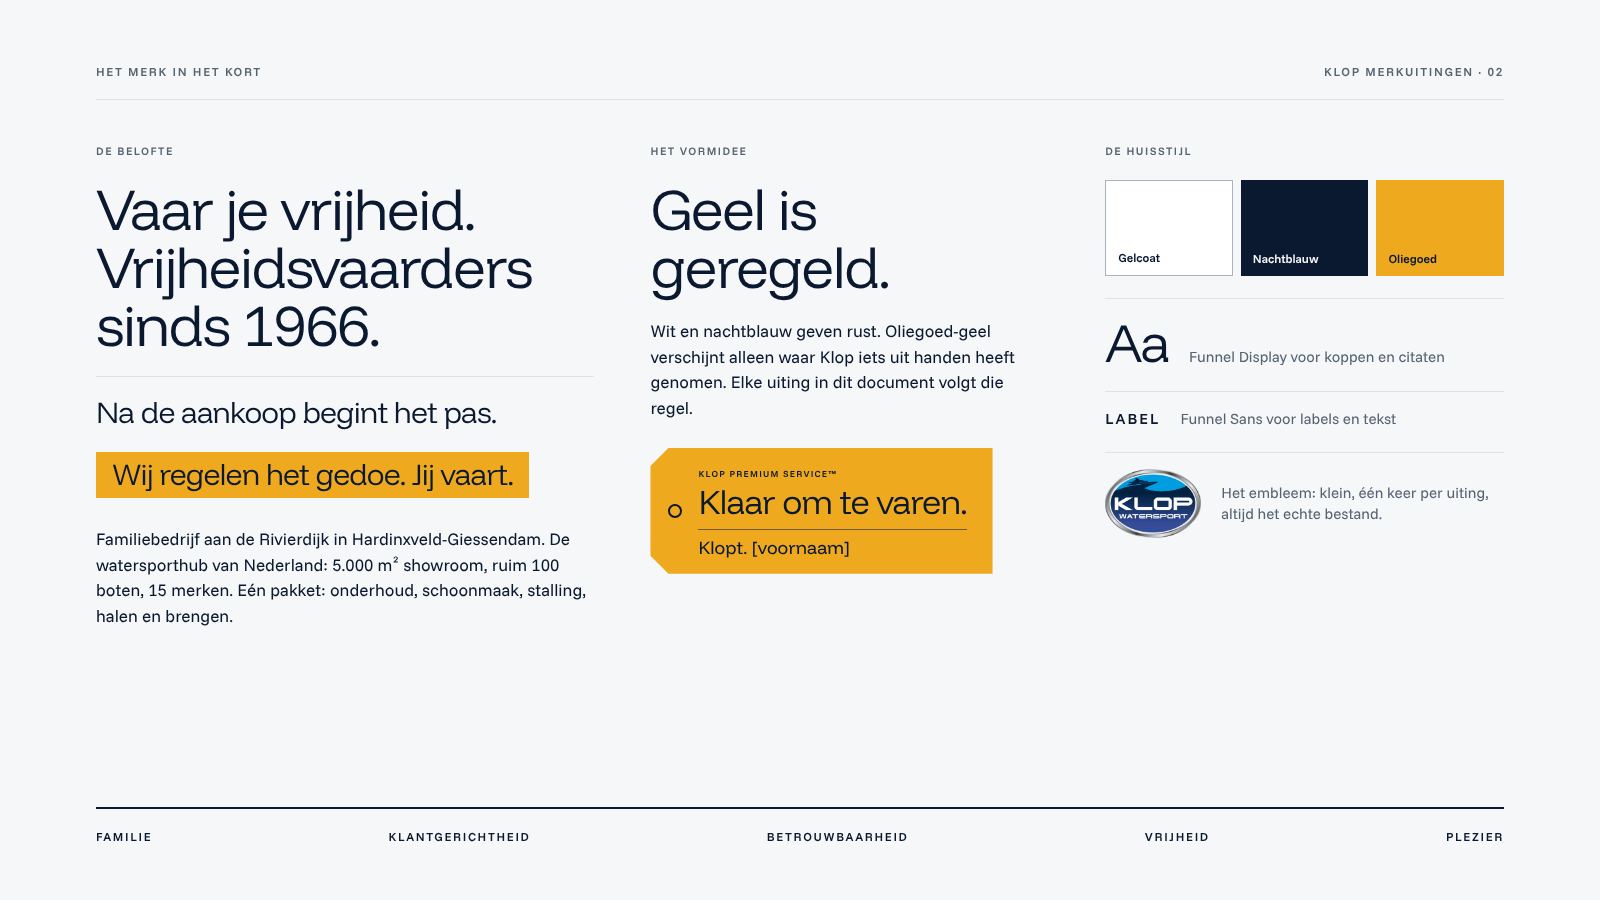 HET MERK IN HET KORT
KLOP MERKUITINGEN · 02
DE BELOFTE
Vaar je vrijheid.
Vrijheidsvaarders
sinds 1966.
Na de aankoop begint het pas.
Wij regelen het gedoe. Jij vaart.
Familiebedrijf aan de Rivierdijk in Hardinxveld-Giessendam. De
watersporthub van Nederland: 5.000 m² showroom, ruim 100
boten, 15 merken. Eén pakket: onderhoud, schoonmaak, stalling,
halen en brengen.
HET VORMIDEE
Geel is
geregeld.
Wit en nachtblauw geven rust. Oliegoed-geel
verschijnt alleen waar Klop iets uit handen heeft
genomen. Elke uiting in dit document volgt die
regel.
KLOP PREMIUM SERVICE™
Klaar om te varen.
Klopt. [voornaam]
DE HUISSTIJL
Gelcoat
Nachtblauw
Oliegoed
Aa
Funnel Display voor koppen en citaten
LABEL
Funnel Sans voor labels en tekst
KLOP
WATERSPORT
Het embleem: klein, één keer per uiting,
altijd het echte bestand.
FAMILIE
KLANTGERICHTHEID
BETROUWBAARHEID
VRIJHEID
PLEZIER